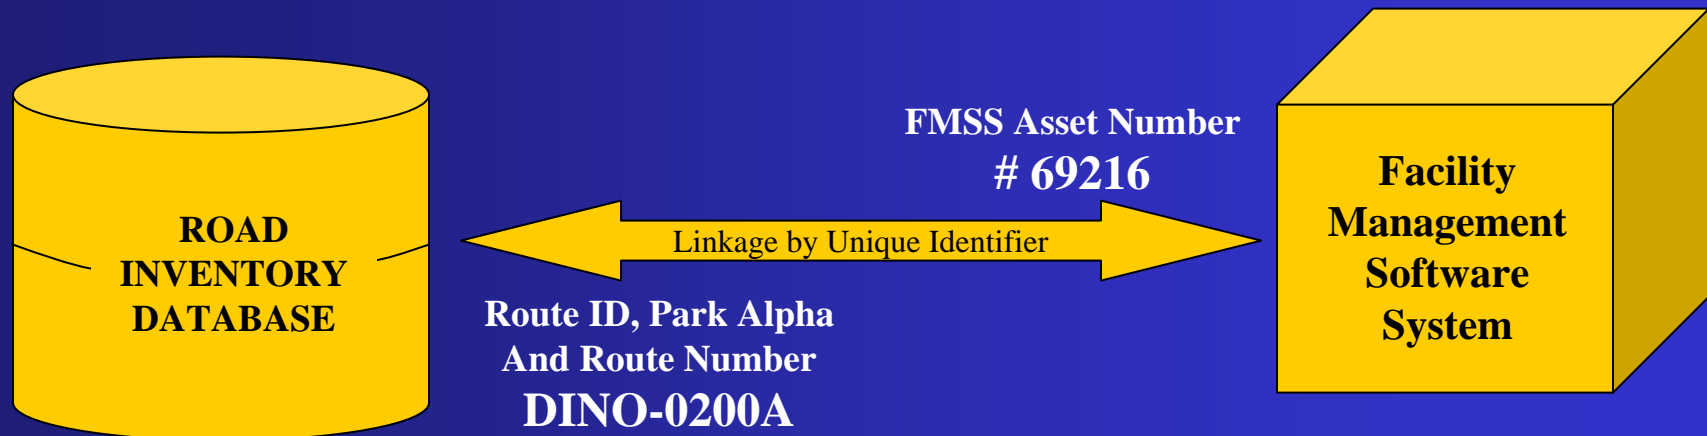 ROAD
INVENTORY
DATABASE
FMSS Asset Number
# 69216
Linkage by Unique Identifier
Route ID, Park Alpha
And Route Number
DINO-0200A
Facility
Management
Software
System